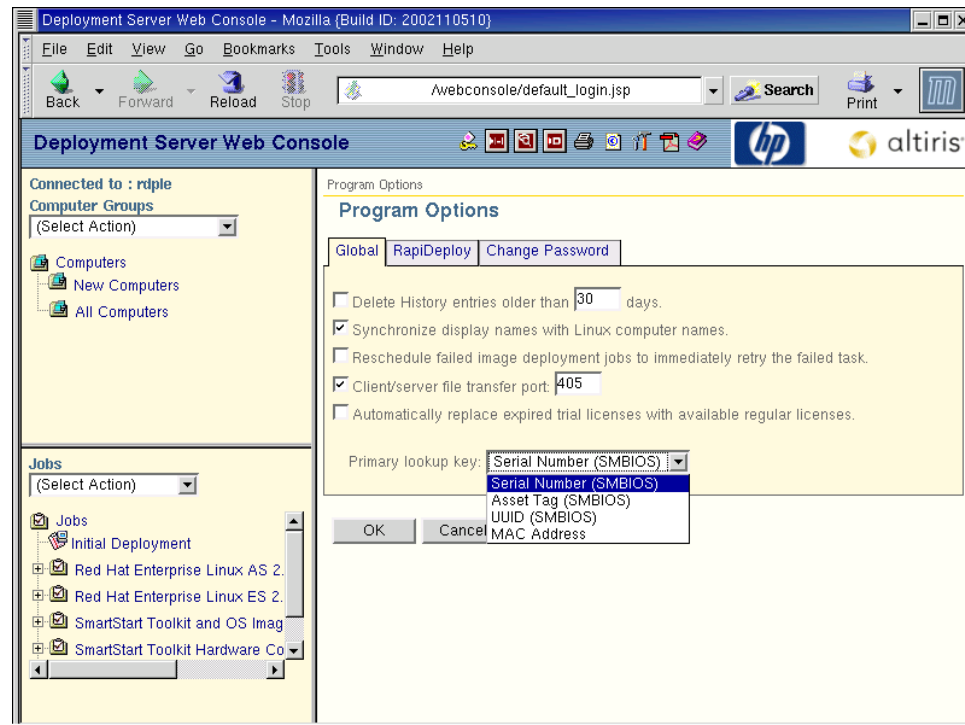 Deployment Server Web Console - Mozilla {Build ID: 2002110510}
File Edit View Go Bookmarks Tools Window Help
Back Forward Reload Stop /webconsole/default_login.jsp Search Print
Deployment Server Web Console hp altiris
Connected to : rdple
Computer Groups
(Select Action)
Computers
New Computers
All Computers
Jobs
(Select Action)
Jobs
Initial Deployment
Red Hat Enterprise Linux AS 2.
Red Hat Enterprise Linux ES 2.
SmartStart Toolkit and OS Imag
SmartStart Toolkit Hardware Co
Program Options
Program Options
Global RapiDeploy Change Password
Delete History entries older than 30 days.
Synchronize display names with Linux computer names.
Reschedule failed image deployment jobs to immediately retry the failed task.
Client/server file transfer port: 405
Automatically replace expired trial licenses with available regular licenses.
Primary lookup key: Serial Number (SMBIOS)
Serial Number (SMBIOS)
Asset Tag (SMBIOS)
UUID (SMBIOS)
MAC Address
OK Cancel